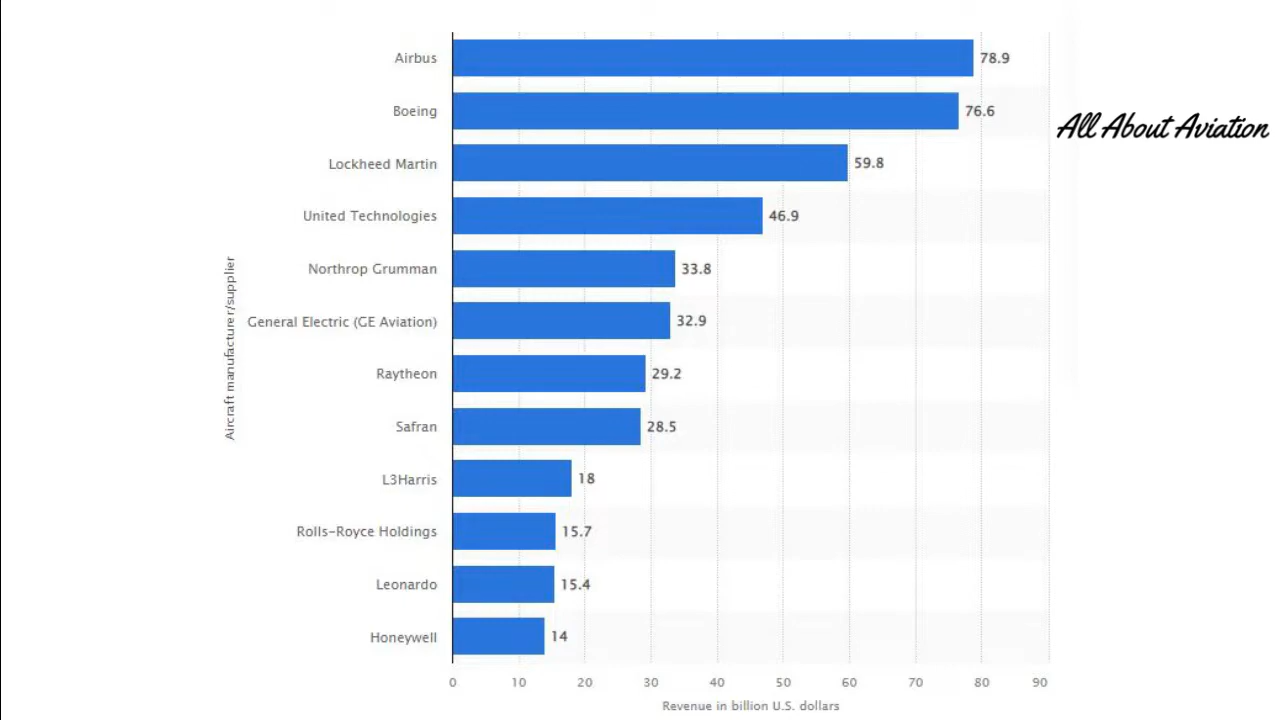 Airbus 78.9
Boeing 76.6
All About Aviation
Lockheed Martin 59.8
United Technologies 46.9
Northrop Grumman 33.8
General Electric (GE Aviation) 32.9
Raytheon 29.2
Safran 28.5
L3Harris 18
Rolls-Royce Holdings 15.7
Leonardo 15.4
Honeywell 14
Aircraft manufacturer/supplier
0 10 20 30 40 50 60 70 80 90
Revenue in billion U.S. dollars